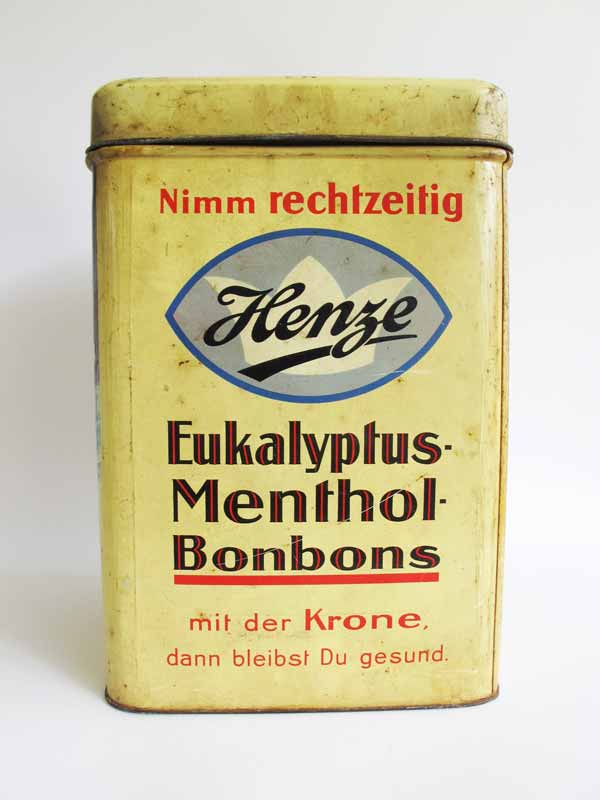 Nimm rechtzeitig
Henze
Eukalyptus-
Menthol-
Bonbons
mit der Krone,
dann bleibst Du gesund.